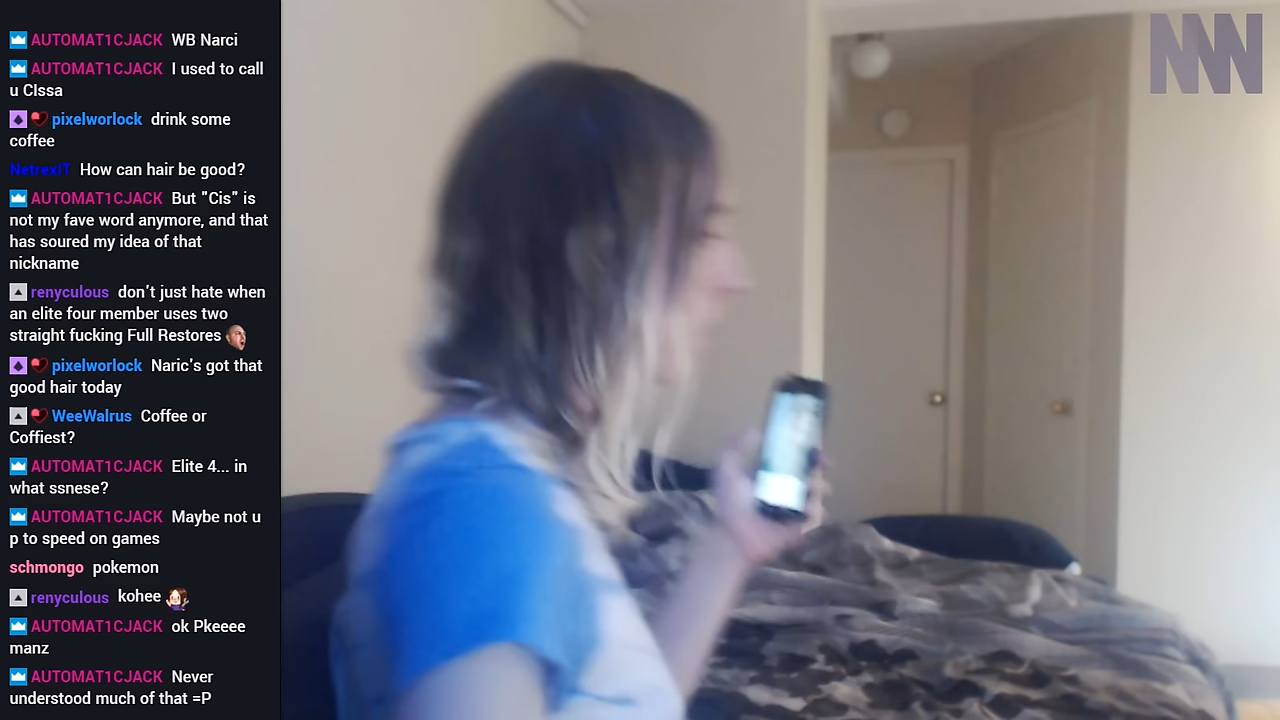 NN
AUTOMAT1CJACK WB Narci
AUTOMAT1CJACK I used to call
u CIssa
pixelworlock drink some
coffee
NetrexIT How can hair be good?
AUTOMAT1CJACK But "Cis" is
not my fave word anymore, and that
has soured my idea of that
nickname
renyculous don't just hate when
an elite four member uses two
straight fucking Full Restores
pixelworlock Naric's got that
good hair today
WeeWalrus Coffee or
Coffiest?
AUTOMAT1CJACK Elite 4... in
what ssnese?
AUTOMAT1CJACK Maybe not u
p to speed on games
schmongo pokemon
renyculous kohee
AUTOMAT1CJACK ok Pkeeee
manz
AUTOMAT1CJACK Never
understood much of that =P